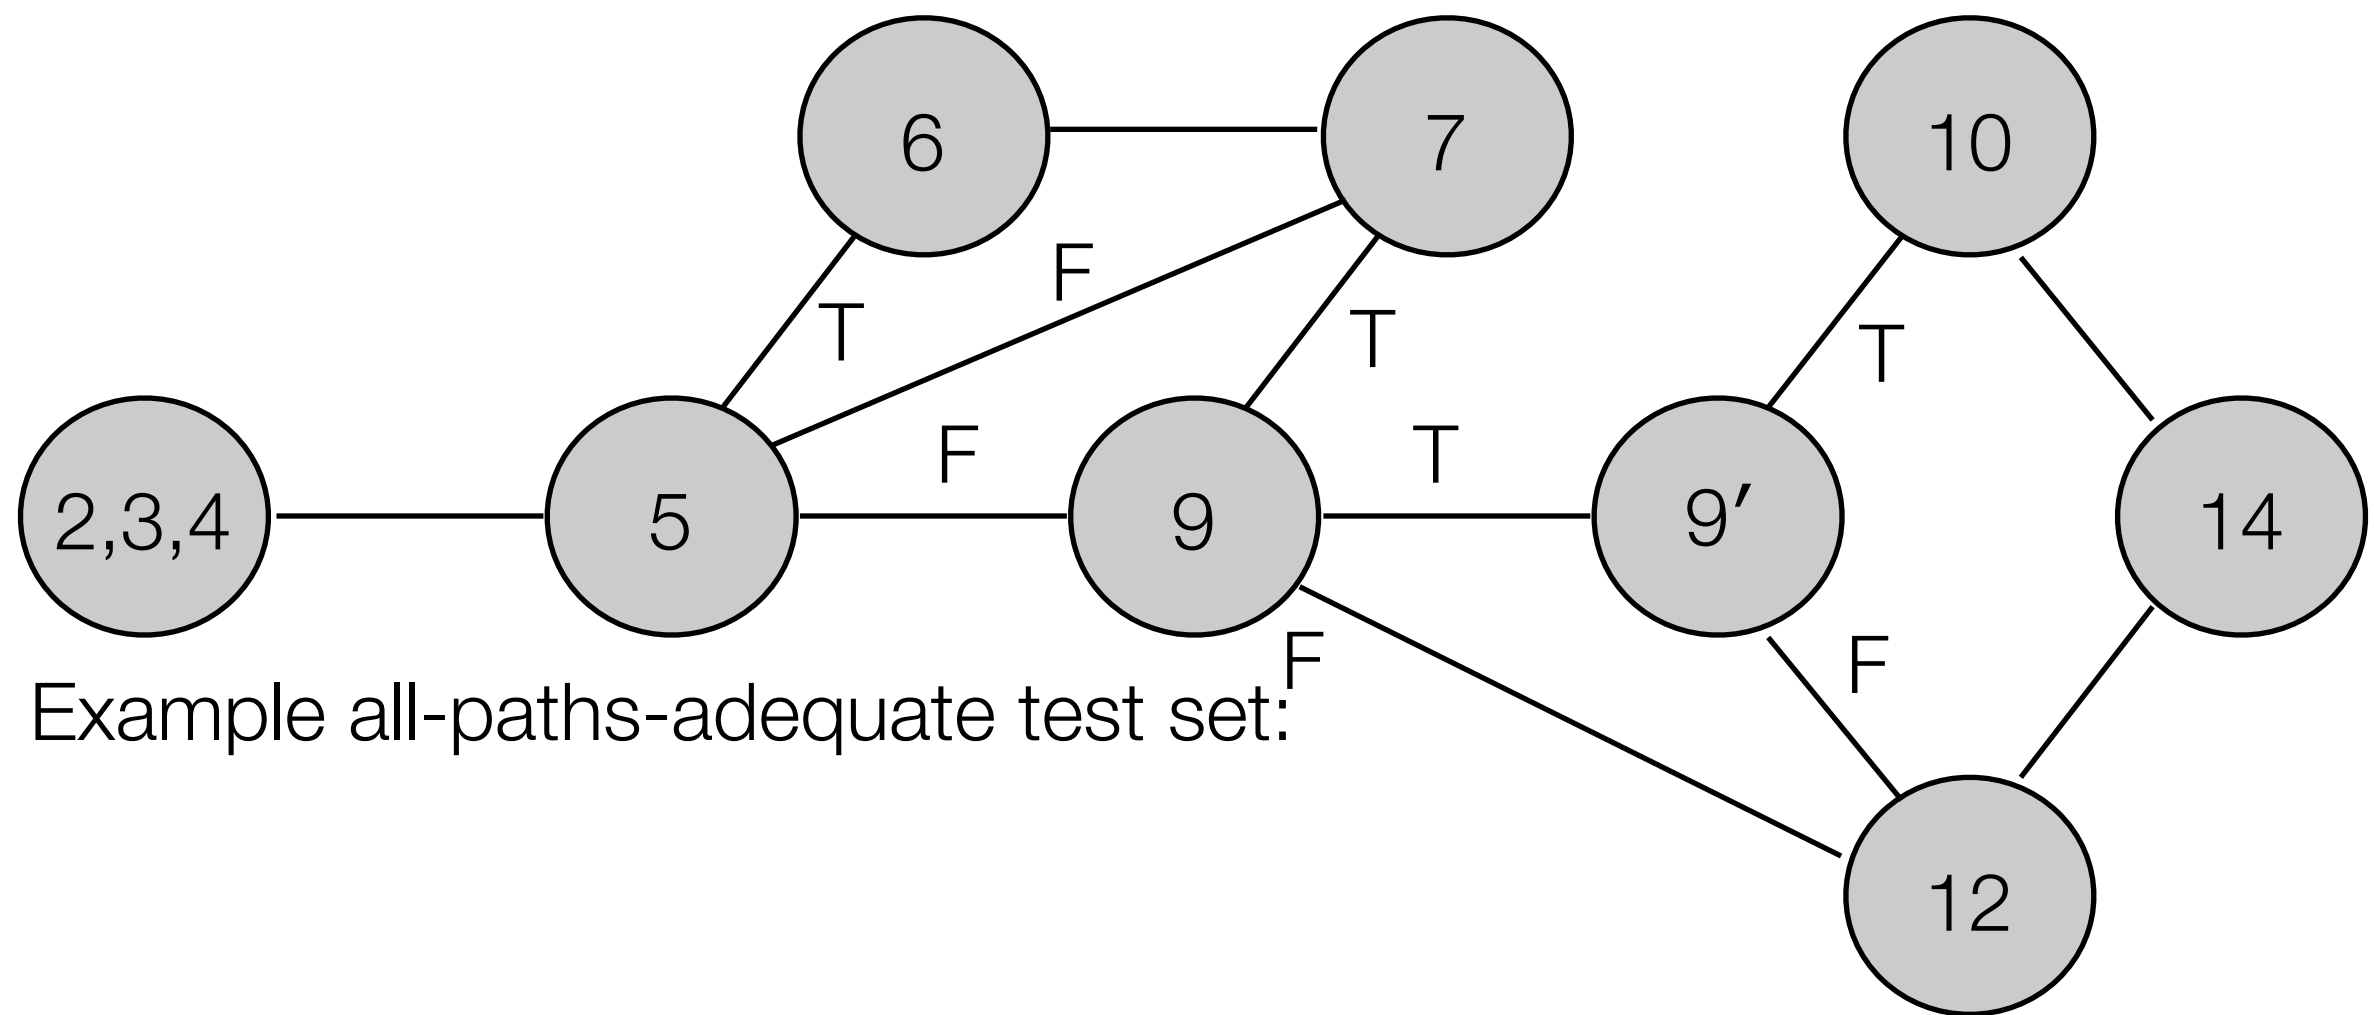 6
7
10
F
T
T
T
F
T
2,3,4
5
9
9′
14
F
F
Example all-paths-adequate test set:
12